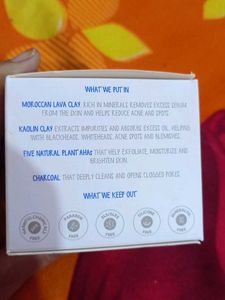 WHAT WE PUT IN
MOROCCAN LAVA CLAY RICH IN MINERALS REMOVES EXCESS SEBUM
FROM THE SKIN AND HELPS REDUCE ACNE AND SPOTS.
KAOLIN CLAY EXTRACTS IMPURITIES AND ABSORBS EXCESS OIL, HELPING
WITH BLACKHEADS, WHITEHEADS, ACNE SPOTS AND BLEMISHES.
FIVE NATURAL PLANT AHAs THAT HELP EXFOLIATE, MOISTURIZE AND
BRIGHTEN SKIN.
CHARCOAL THAT DEEPLY CLEANS AND OPENS CLOGGED PORES.
WHAT WE KEEP OUT
PARABEN
FREE
SILICONE
FREE
FREE
FREE
FREE